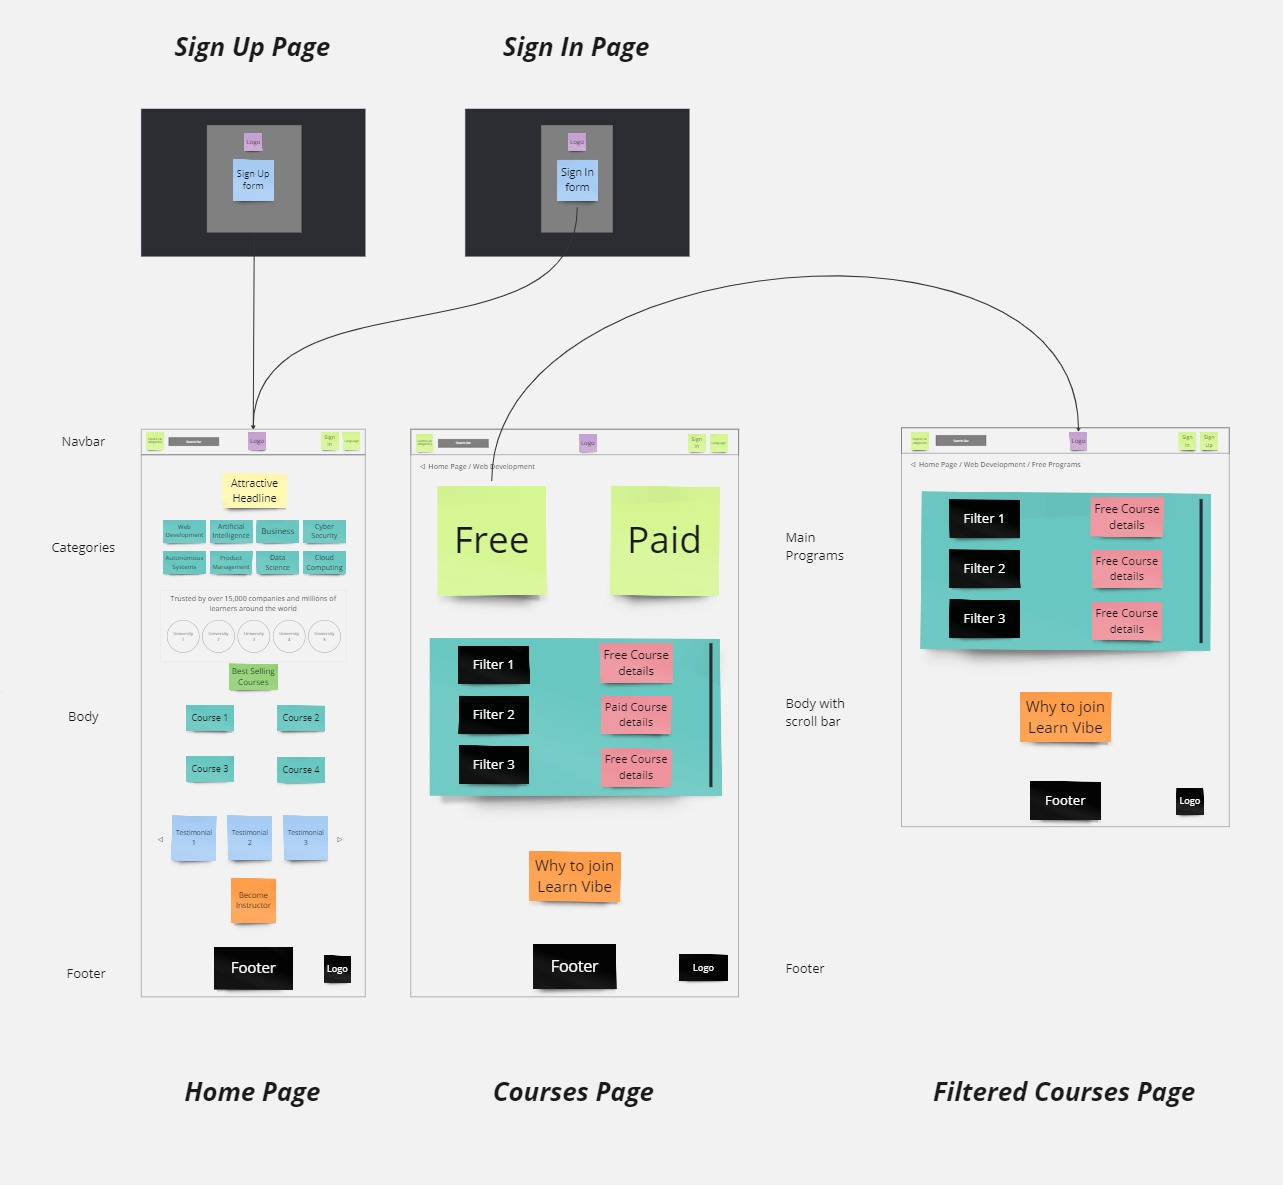 Sign Up Page
Sign In Page
Logo
Sign Up
form
Logo
Sign In
form
Navbar
Search Bar
Logo
Sign
In
Language
Search Bar
Logo
Sign
In
Language
Search Bar
Logo
Sign
In
Sign
Up
Home Page / Web Development
Home Page / Web Development / Free Programs
Attractive
Headline
Categories
Web
Development
Artificial
Intelligence
Business
Cyber
Security
Autonomous
Systems
Product
Management
Data
Science
Cloud
Computing
Trusted by over 15,000 companies and millions of
learners around the world
University
1
University
2
University
3
University
4
University
Best Selling
Courses
Body
Course 1
Course 2
Course 3
Course 4
Testimonial
1
Testimonial
2
Testimonial
3
Become
Instructor
Footer
Footer
Logo
Free
Paid
Filter 1
Free Course
details
Filter 2
Paid Course
details
Filter 3
Free Course
details
Why to join
Learn Vibe
Footer
Logo
Main
Programs
Body with
scroll bar
Footer
Filter 1
Free Course
details
Filter 2
Free Course
details
Filter 3
Free Course
details
Why to join
Learn Vibe
Footer
Logo
Home Page
Courses Page
Filtered Courses Page